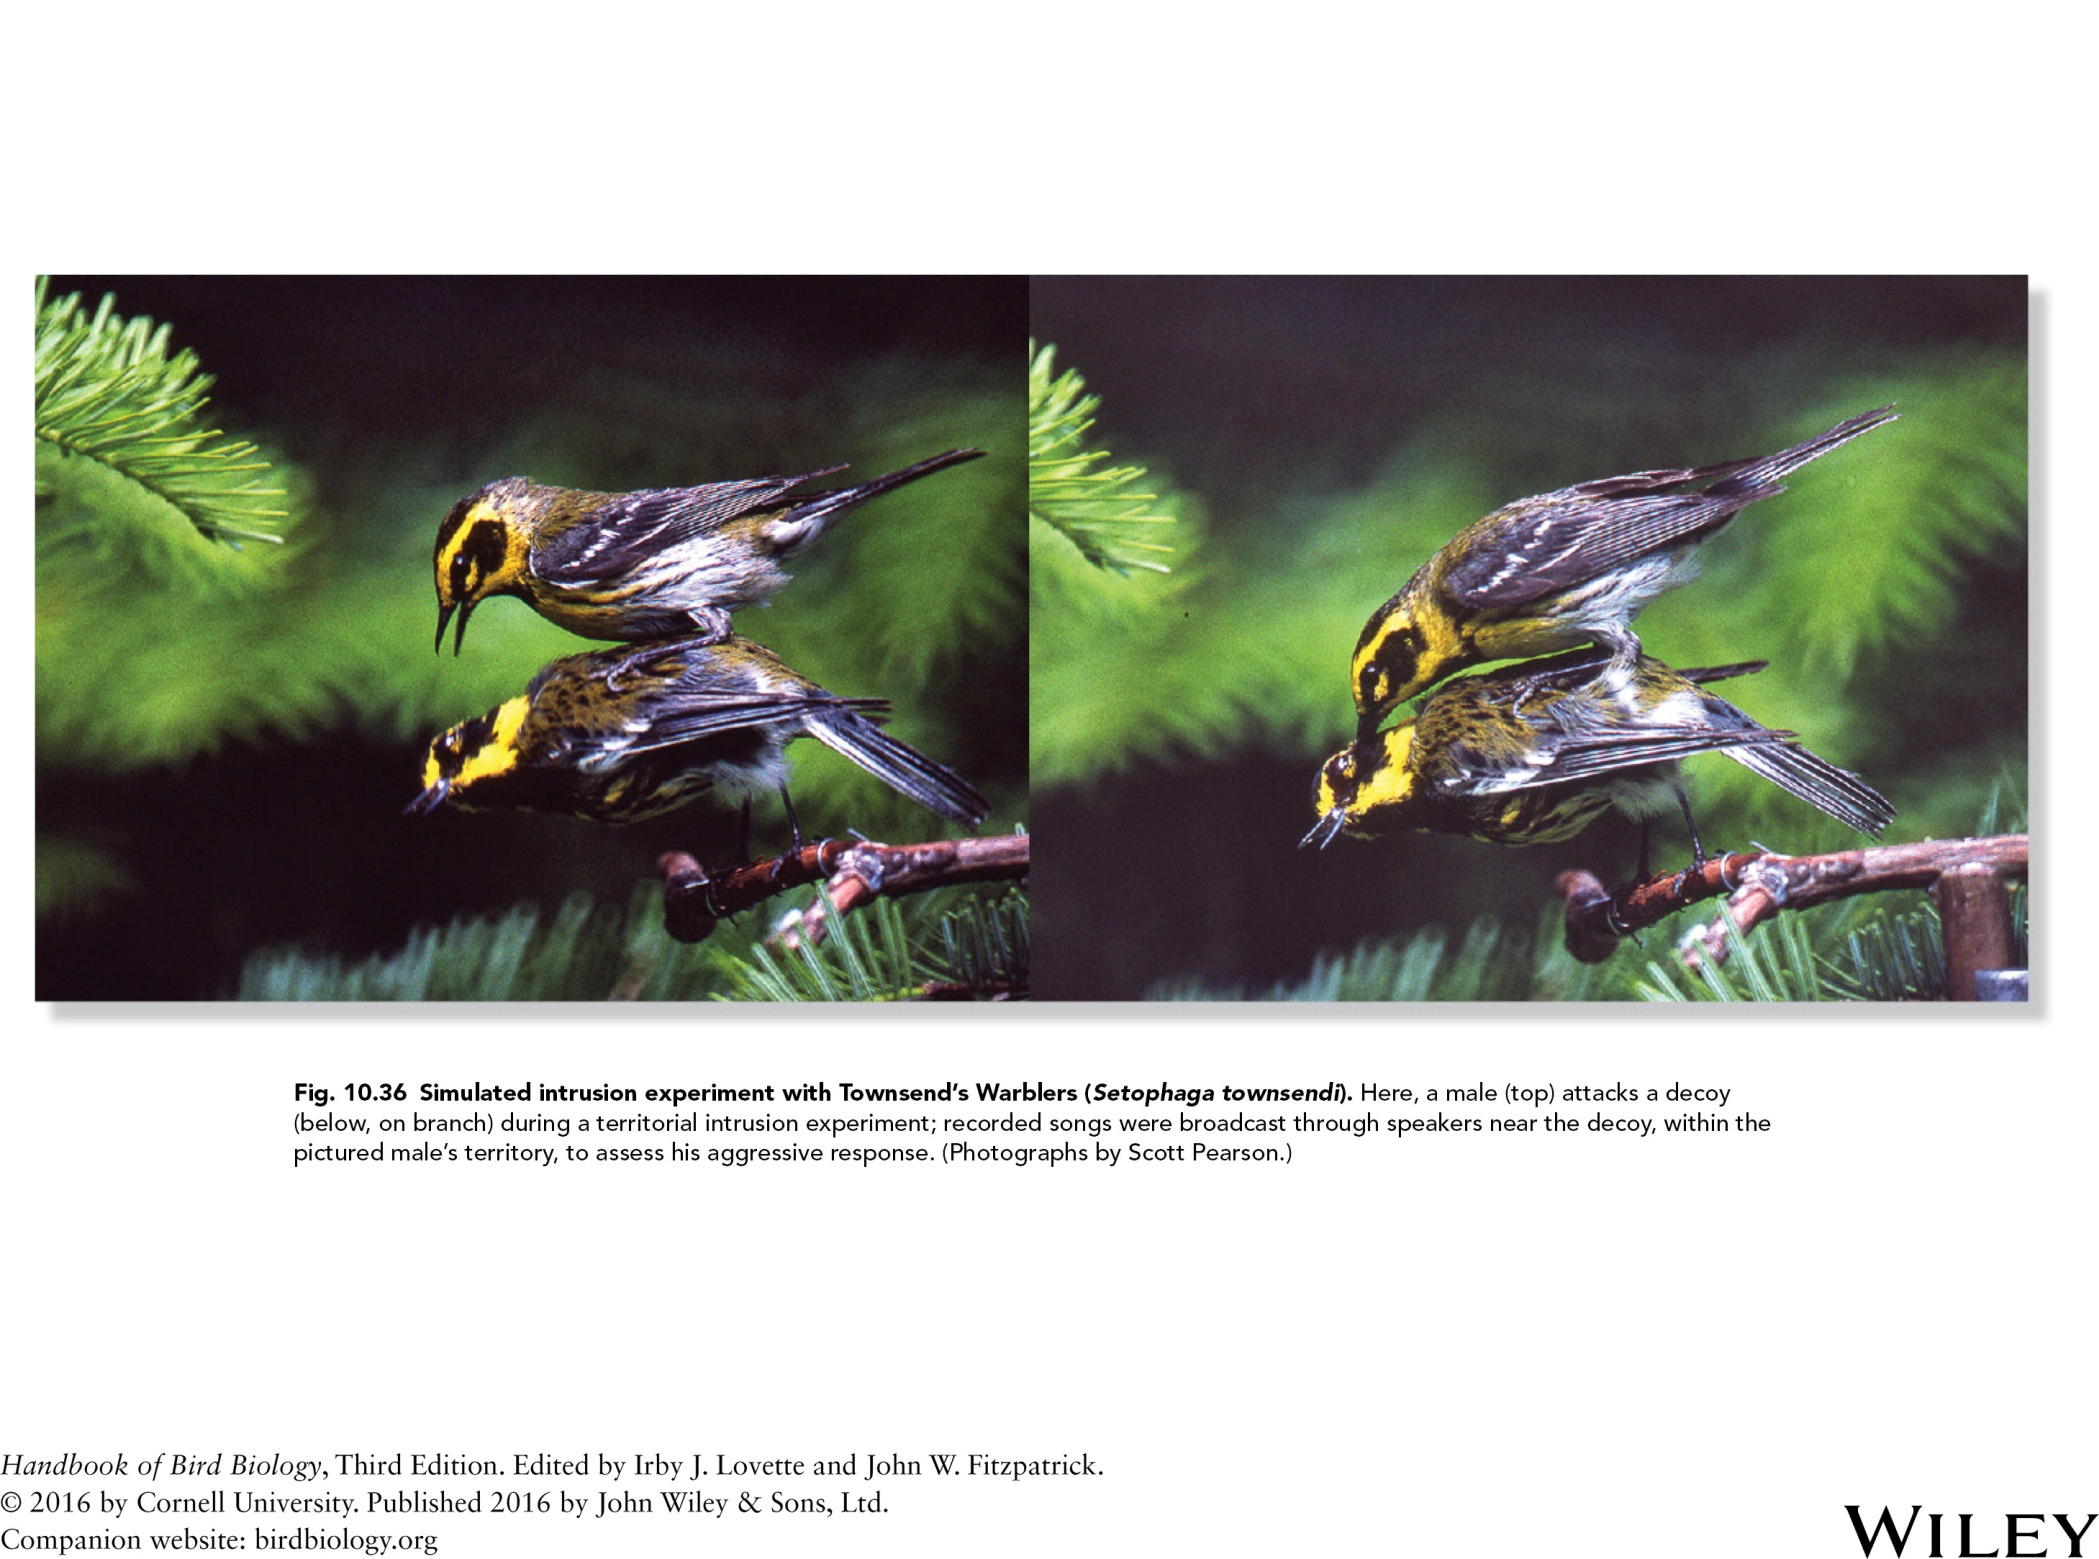 Fig. 10.36 Simulated intrusion experiment with Townsend’s Warblers (Setophaga townsendi). Here, a male (top) attacks a decoy
(below, on branch) during a territorial intrusion experiment; recorded songs were broadcast through speakers near the decoy, within the
pictured male’s territory, to assess his aggressive response. (Photographs by Scott Pearson.)
Handbook of Bird Biology, Third Edition. Edited by Irby J. Lovette and John W. Fitzpatrick.
© 2016 by Cornell University. Published 2016 by John Wiley & Sons, Ltd.
Companion website: birdbiology.org
WILEY